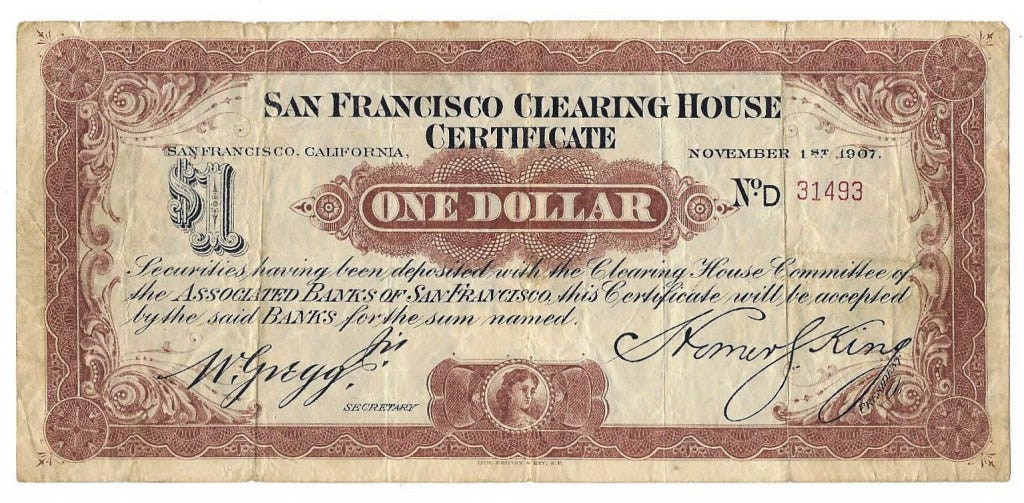 SAN FRANCISCO CLEARING HOUSE
CERTIFICATE
SAN FRANCISCO, CALIFORNIA, NOVEMBER 1ST 1907.
$1
ONE DOLLAR
No. D 31493
Securities having been deposited with the Clearing House Committee of
the ASSOCIATED BANKS OF SAN FRANCISCO, this Certificate will be accepted
by the said BANKS for the sum named.
W. Gregg, Jr.
Homer S King
SECRETARY
PRESIDENT